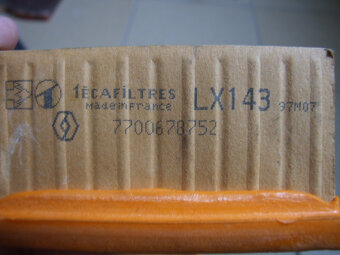 TECAFILTRES LX143 97M07
Made in France
7700678752